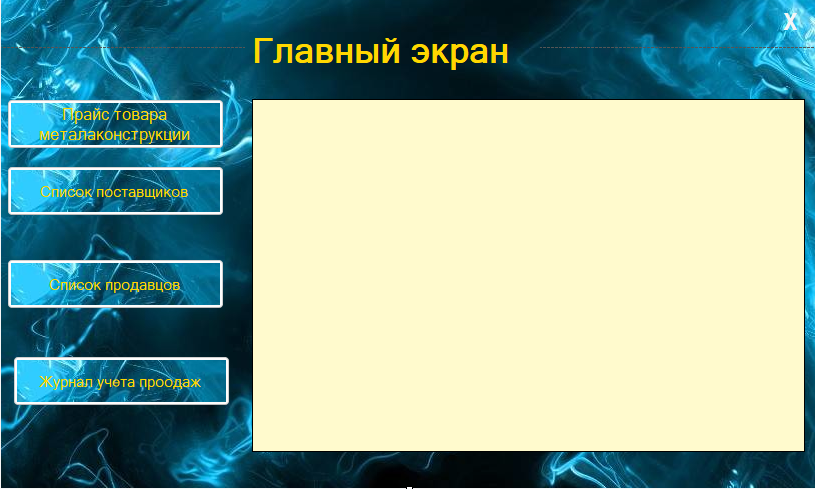 X
Главный экран
Прайс товара
металаконструкции
Список поставщиков
Список продавцов
Журнал учета проодаж